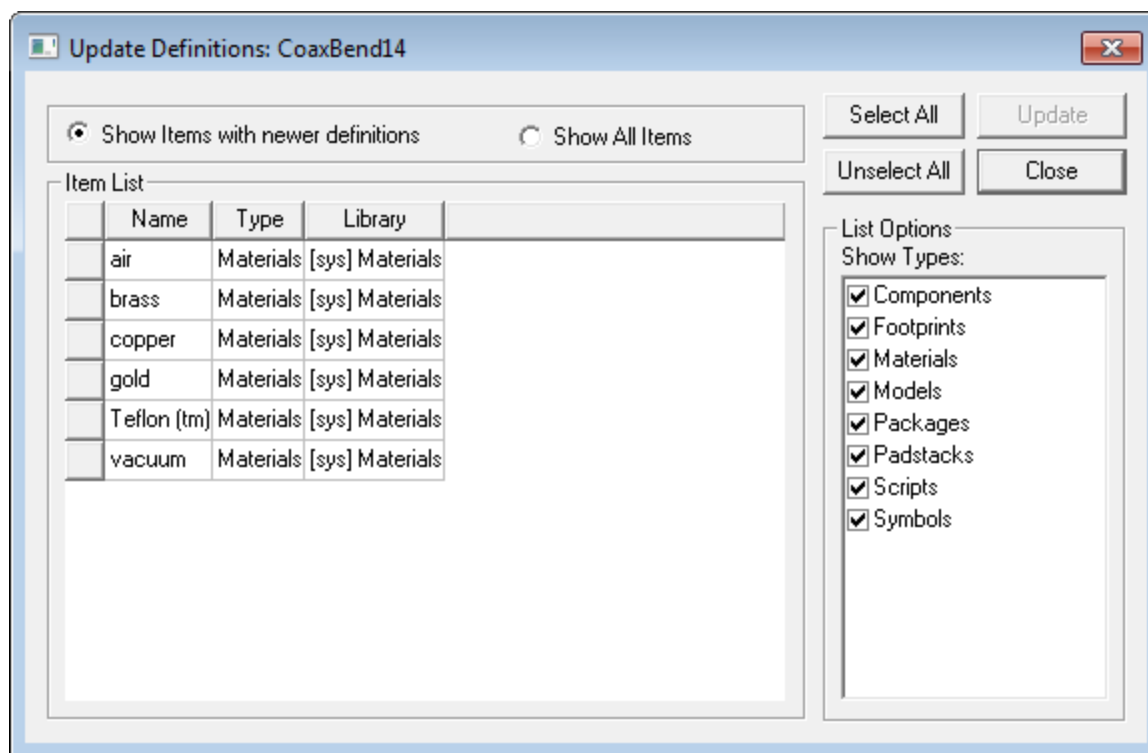 Update Definitions: CoaxBend14
Show Items with newer definitions Show All Items
Select All Update
Unselect All Close
Item List
Name Type Library
air Materials [sys] Materials
brass Materials [sys] Materials
copper Materials [sys] Materials
gold Materials [sys] Materials
Teflon (tm) Materials [sys] Materials
vacuum Materials [sys] Materials
List Options
Show Types:
Components
Footprints
Materials
Models
Packages
Padstacks
Scripts
Symbols